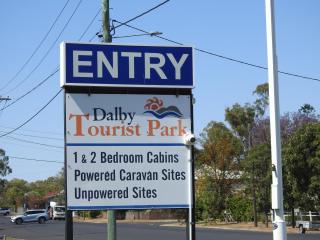 ENTRY
Dalby
Tourist Park
1 & 2 Bedroom Cabins
Powered Caravan Sites
Unpowered Sites